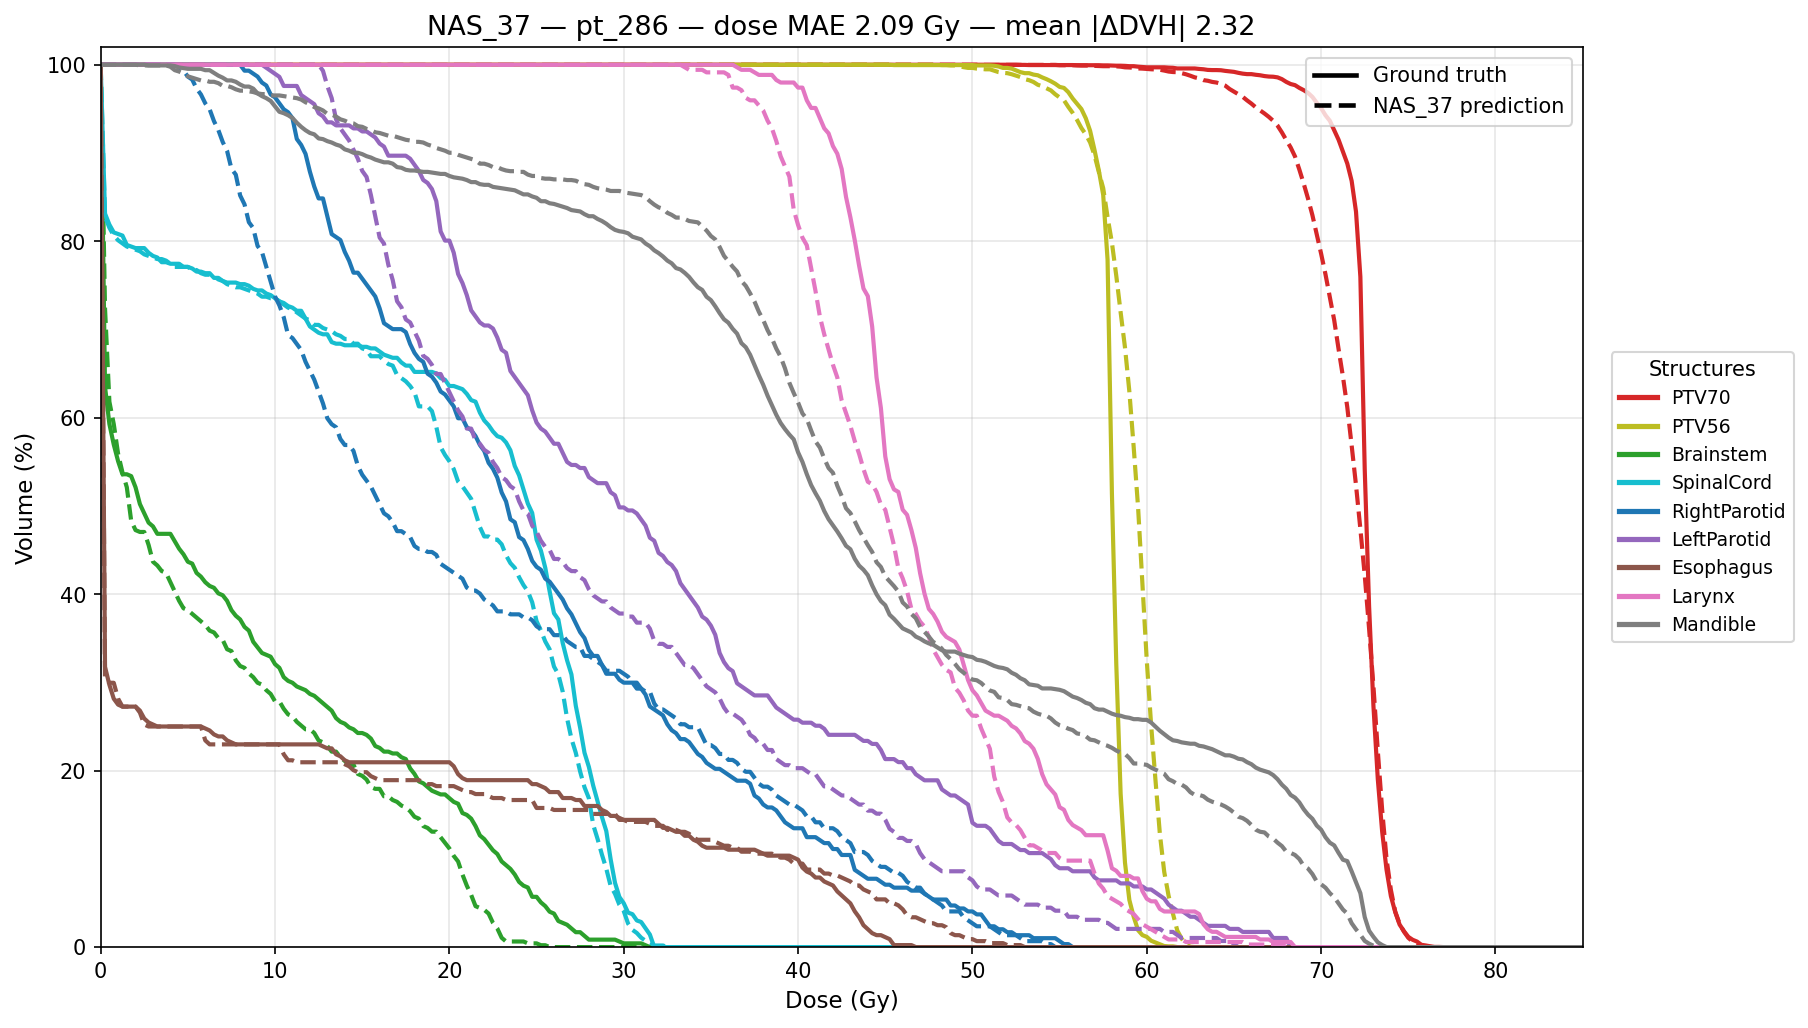 NAS_37 — pt_286 — dose MAE 2.09 Gy — mean |ΔDVH| 2.32
Ground truth
NAS_37 prediction
Volume (%)
100
80
60
40
20
0
0 10 20 30 40 50 60 70 80
Dose (Gy)
Structures
PTV70
PTV56
Brainstem
SpinalCord
RightParotid
LeftParotid
Esophagus
Larynx
Mandible